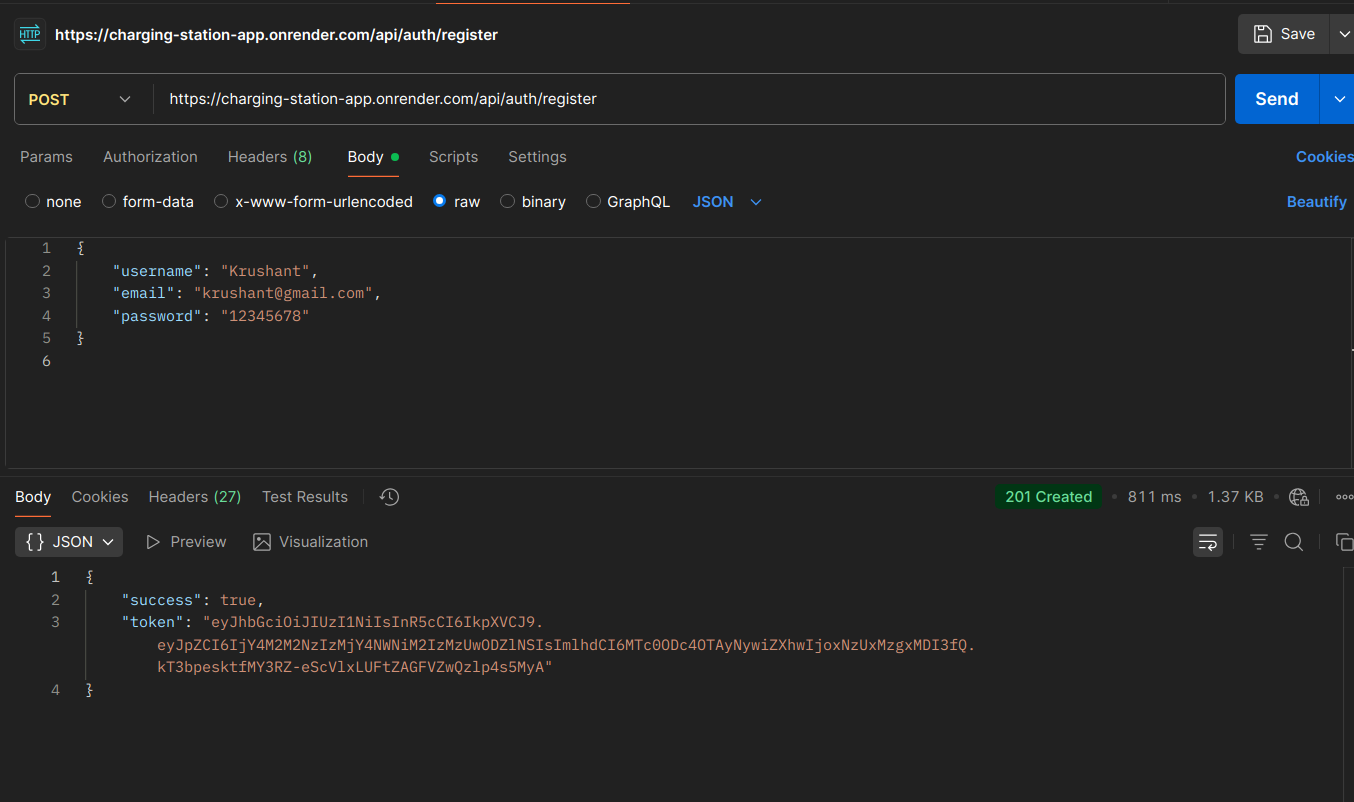 HTTP https://charging-station-app.onrender.com/api/auth/register Save
POST https://charging-station-app.onrender.com/api/auth/register Send
Params Authorization Headers (8) Body Scripts Settings Cookies
none form-data x-www-form-urlencoded raw binary GraphQL JSON Beautify
1 {
2 "username": "Krushant",
3 "email": "krushant@gmail.com",
4 "password": "12345678"
5 }
6
Body Cookies Headers (27) Test Results 201 Created 811 ms 1.37 KB
{} JSON Preview Visualization
1 {
2 "success": true,
3 "token": "eyJhbGciOiJIUzI1NiIsInR5cCI6IkpXVCJ9.
eyJpZCI6IjY4M2M2NzIzMjY4NWNiM2IzMzUwODZlNSIsImlhdCI6MTc0ODc4OTAyNywiZXhwIjoxNzUxMzgxMDI3fQ.
kT3bpesktfMY3RZ-eScVlxLUFtZAGFVZwQzlp4s5MyA"
4 }